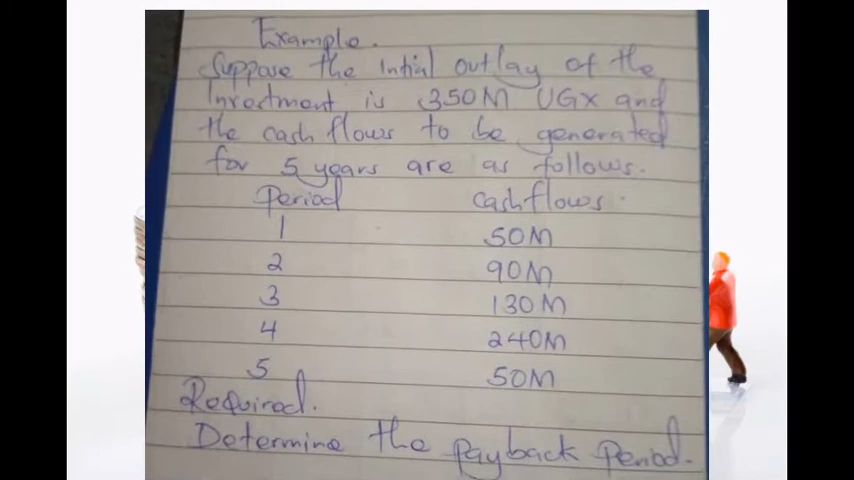 Example.
Suppose the Intial outlay of the
Investment is 350M UGX and
the cash flows to be generated
for 5 years are as follows.
Period cashflows.
1 50M
2 90M
3 130M
4 240M
5 50M
Required.
Determine the payback period.